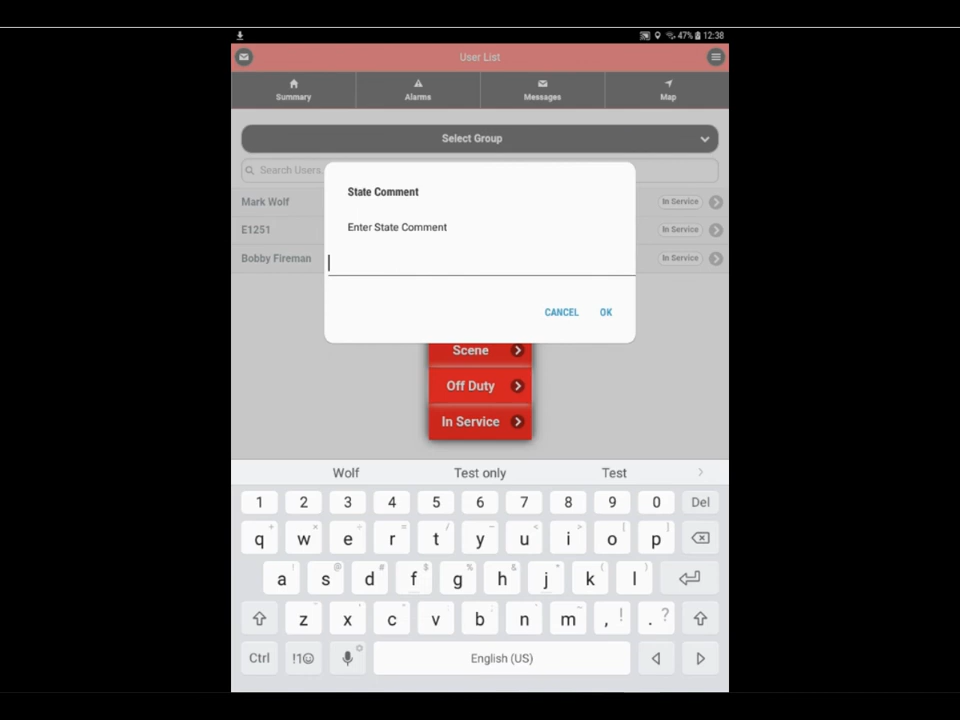 47% 12:38
User List
Summary Alarms Messages Map
Select Group
Search Users.
State Comment
Mark Wolf In Service
Enter State Comment
E1251 In Service
Bobby Fireman In Service
CANCEL OK
Scene
Off Duty
In Service
Wolf Test only Test
1 2 3 4 5 6 7 8 9 0 Del
+ × ÷ = / _ < > [ ]
q w e r t y u i o p
! @ # $ % & * ( )
a s d f g h j k l
- ' " : ; ! ?
z x c v b n m , .
Ctrl !1☺ English (US)